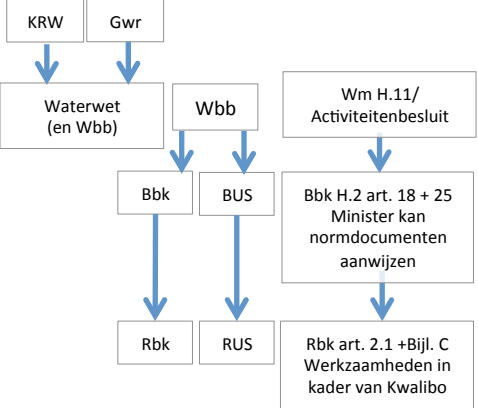 KRW
Gwr
Waterwet
(en Wbb)
Wbb
Wm H.11/
Activiteitenbesluit
Bbk
BUS
Bbk H.2 art. 18 + 25
Minister kan
normdocumenten
aanwijzen
Rbk
RUS
Rbk art. 2.1 +Bijl. C
Werkzaamheden in
kader van Kwalibo